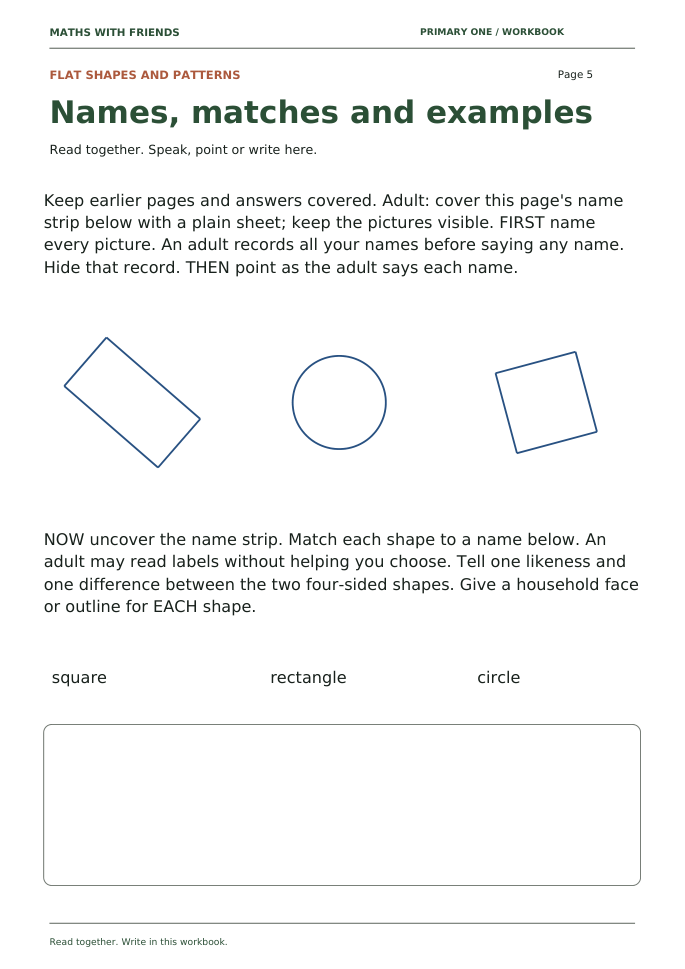 MATHS WITH FRIENDS
PRIMARY ONE / WORKBOOK
FLAT SHAPES AND PATTERNS
Page 5
Names, matches and examples
Read together. Speak, point or write here.
Keep earlier pages and answers covered. Adult: cover this page's name
strip below with a plain sheet; keep the pictures visible. FIRST name
every picture. An adult records all your names before saying any name.
Hide that record. THEN point as the adult says each name.
NOW uncover the name strip. Match each shape to a name below. An
adult may read labels without helping you choose. Tell one likeness and
one difference between the two four-sided shapes. Give a household face
or outline for EACH shape.
square
rectangle
circle
Read together. Write in this workbook.